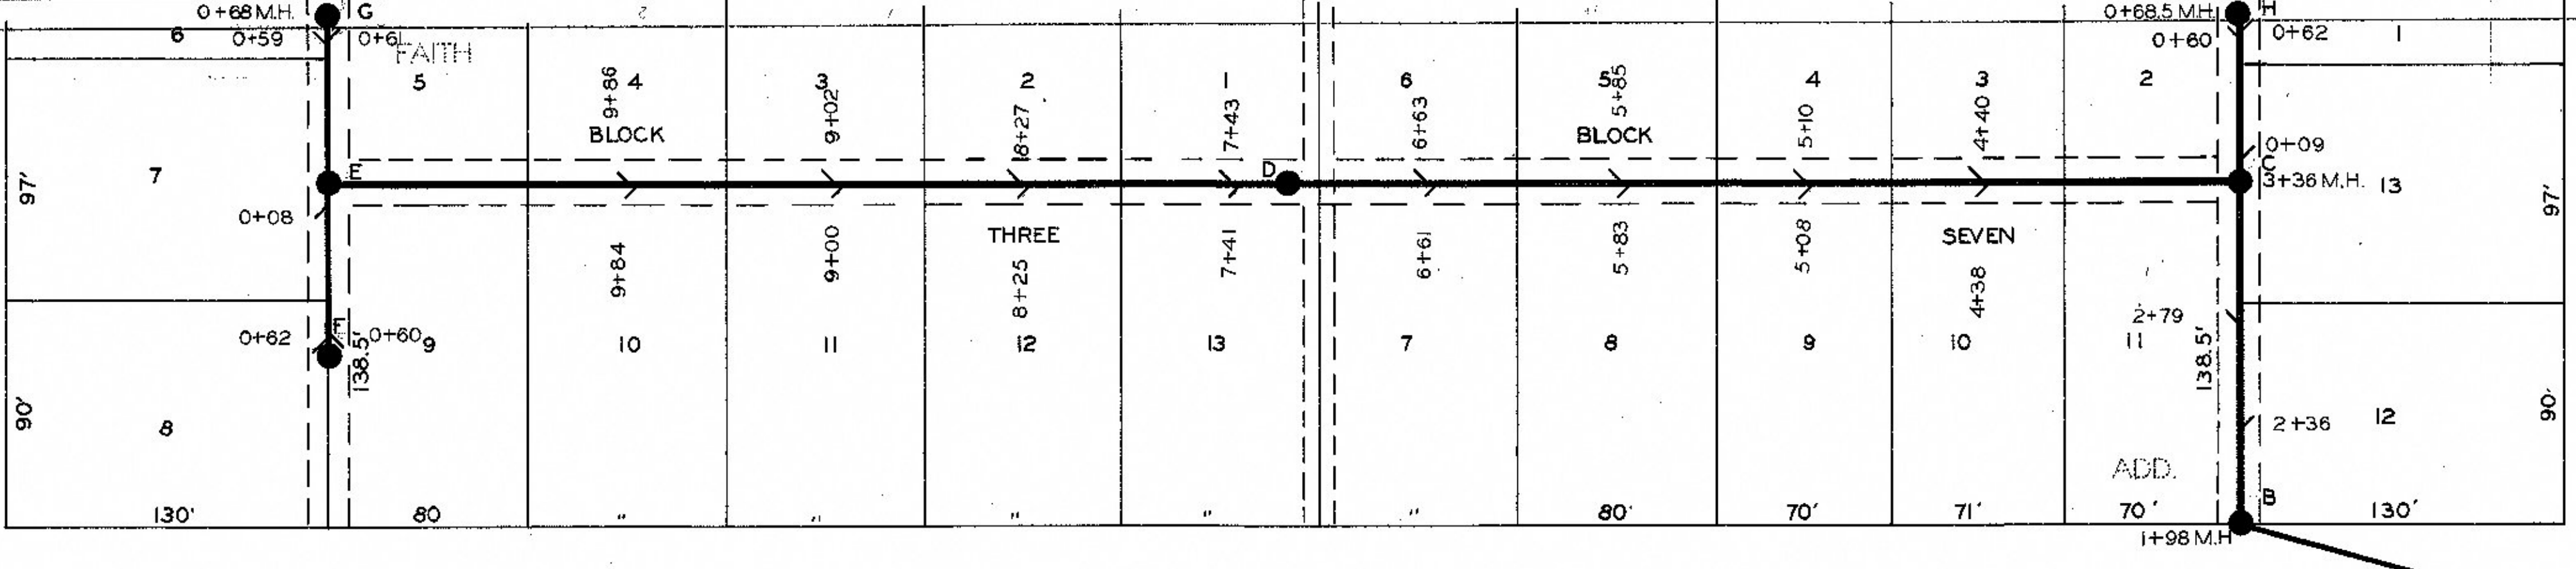 0+68 M.H. G 0+68.5 M.H. H
6 0+59 0+61 0+60 0+62 1
FAITH
5 4 3 2 1 6 5 4 3 2
9+86 9+02 8+27 7+43 6+63 5+85 5+10 4+40
BLOCK BLOCK
0+09
97' 7 E D C
3+36 M.H. 13 97'
0+08
THREE SEVEN
9+84 9+00 8+25 7+41 6+61 5+83 5+08 4+38
2+79
0+62 F 0+60 9 10 11 12 13 7 8 9 10 11
138.5' 138.5'
90' 8 2+36 12 90'
ADD.
B
130' 80 " " " " " 80' 70' 71' 70' 130'
1+98 M.H